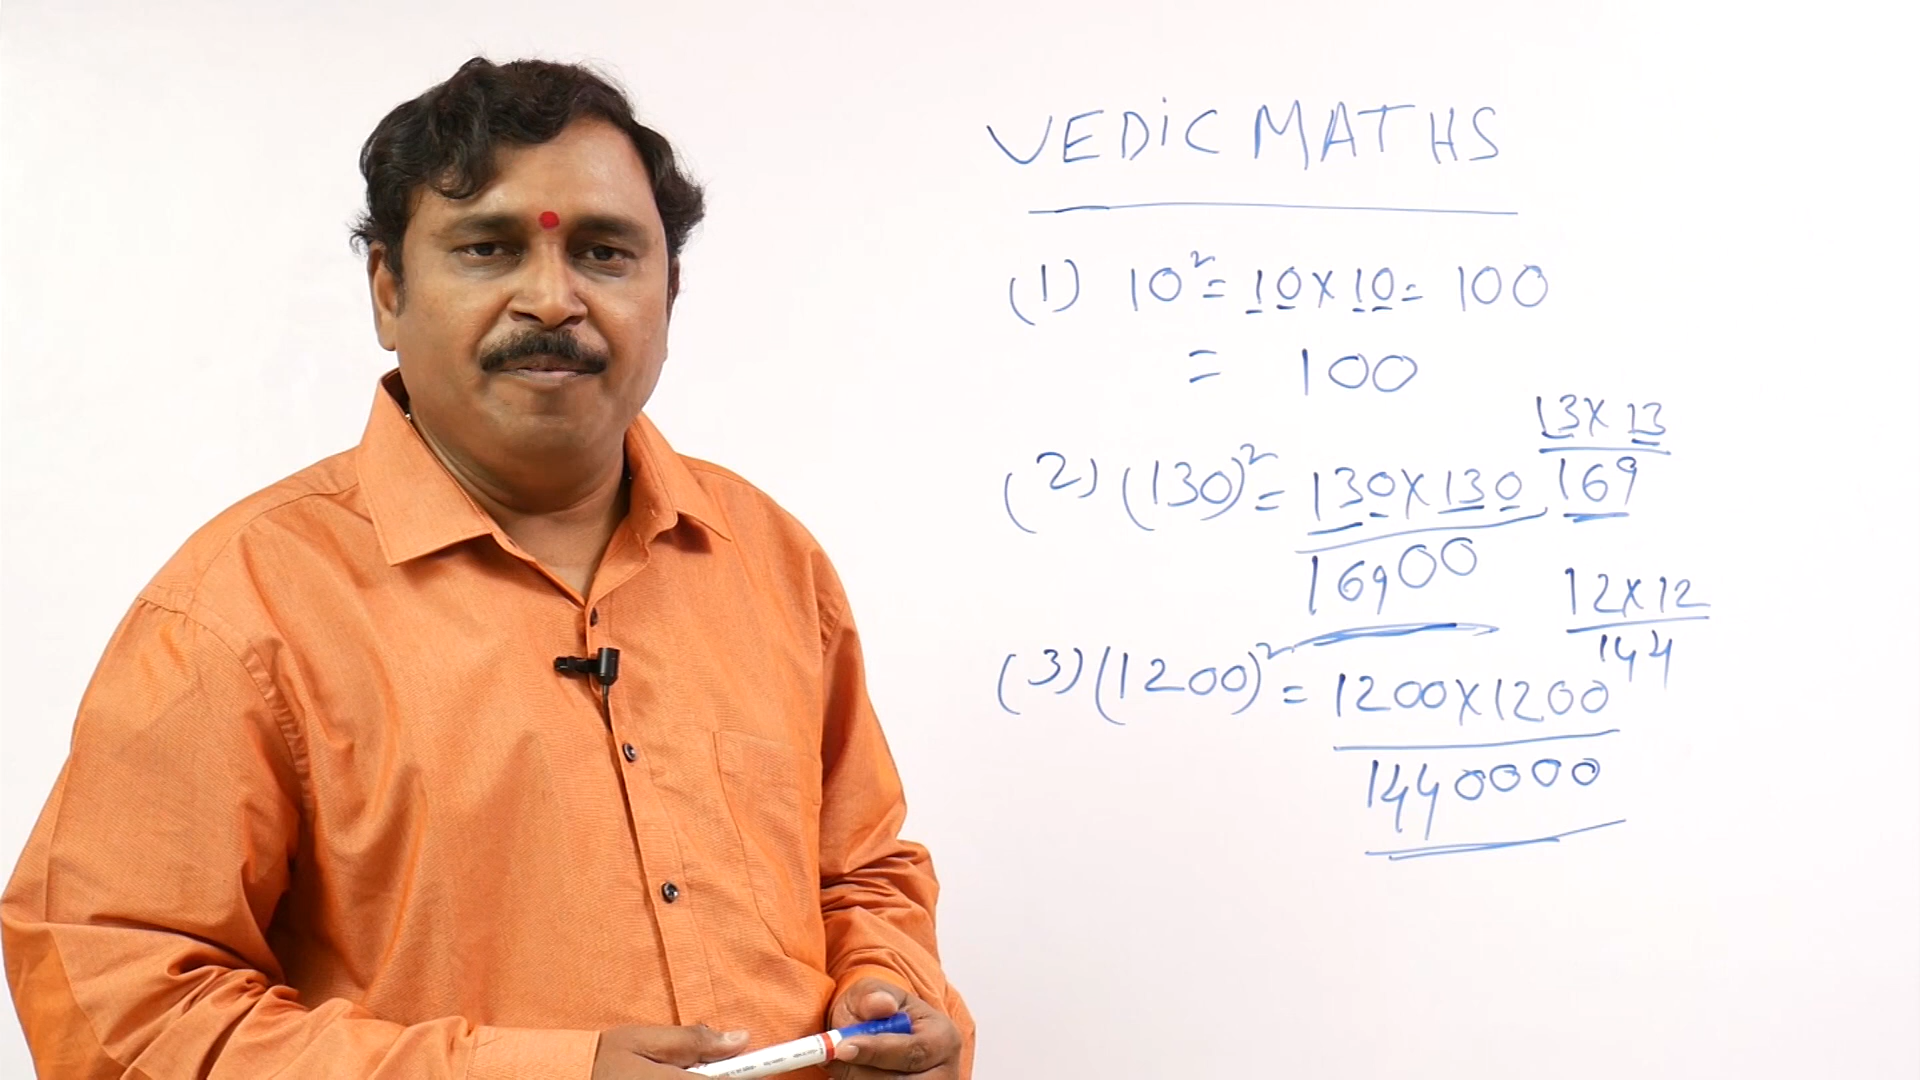 VEDiC MATHS
(1) 10² = 10 x 10 = 100
= 100
13 x 13
(2) (130)² = 130 x 130 169
16900
12 x 12
144
(3) (1200)² = 1200 x 1200
1440000